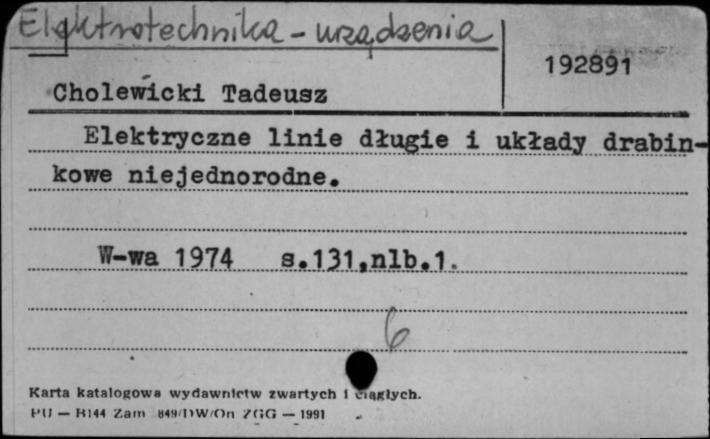 Elektrotechnika - urządzenia
192891
Cholewicki Tadeusz
Elektryczne linie długie i układy drabin-
kowe niejednorodne.
W-wa 1974 s.131,nlb.1.
6
Karta katalogowa wydawnictw zwartych i ciągłych.
PU — B144 Zam 849/DW/On ZGG — 1991